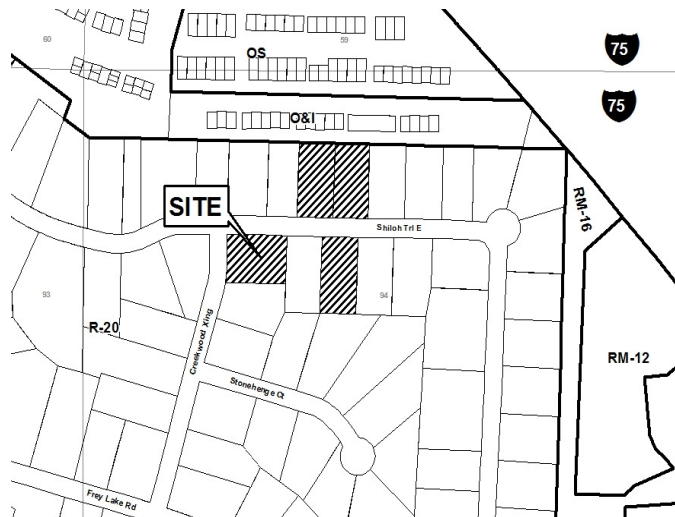 60
59
75
OS
75
O&I
SITE
Shiloh Trl E
RM-16
93
94
R-20
Creekwood Xing
RM-12
Stonehenge Ct
Frey Lake Rd